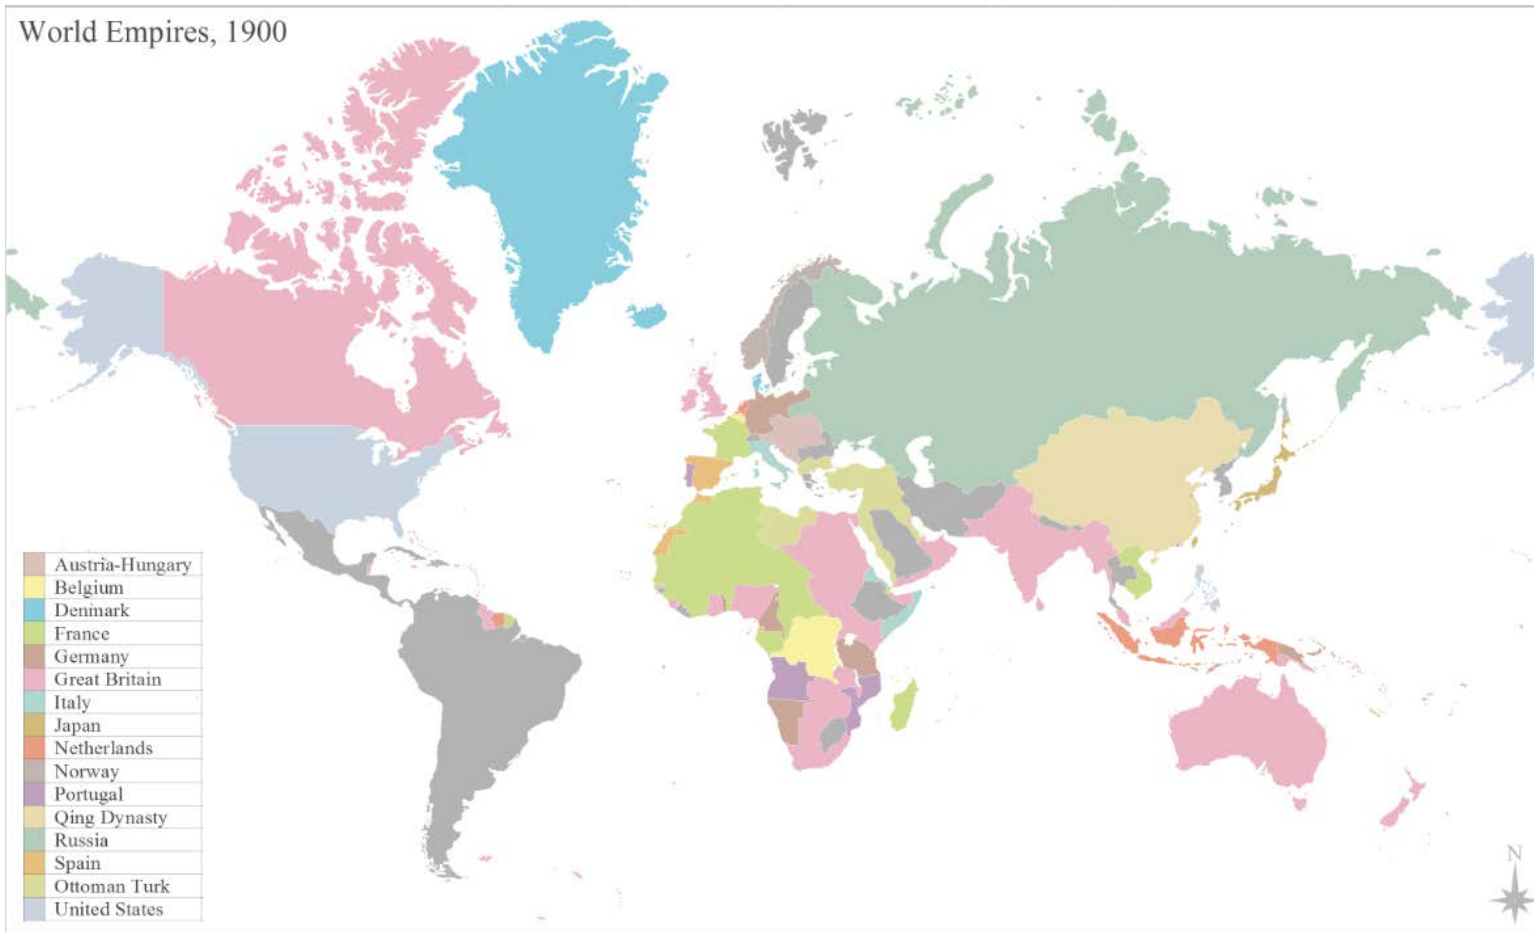 World Empires, 1900
Austria-Hungary
Belgium
Denmark
France
Germany
Great Britain
Italy
Japan
Netherlands
Norway
Portugal
Qing Dynasty
Russia
Spain
Ottoman Turk
United States
N